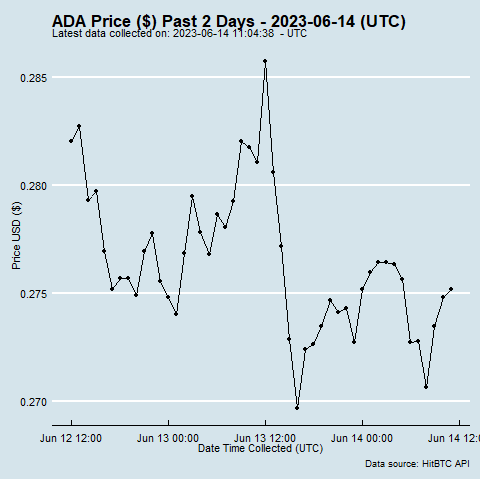 ADA Price ($) Past 2 Days - 2023-06-14 (UTC)
Latest data collected on: 2023-06-14 11:04:38 - UTC
0.285
0.280
0.275
0.270
Price USD ($)
Jun 12 12:00 Jun 13 00:00 Jun 13 12:00 Jun 14 00:00 Jun 14 12:
Date Time Collected (UTC)
Data source: HitBTC API